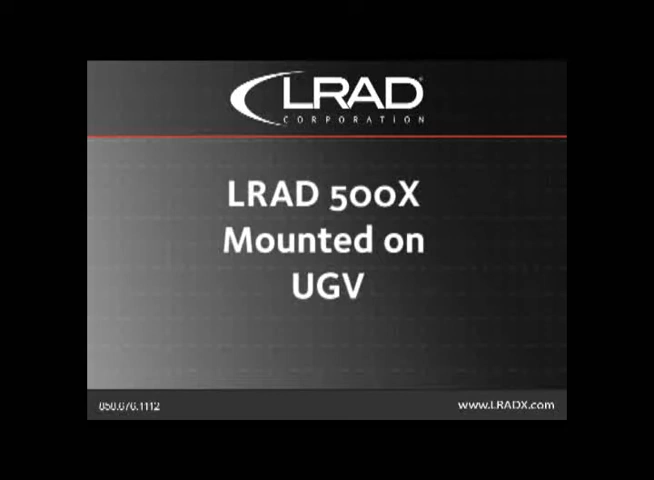 LRAD
CORPORATION
LRAD 500X
Mounted on
UGV
www.LRADX.com